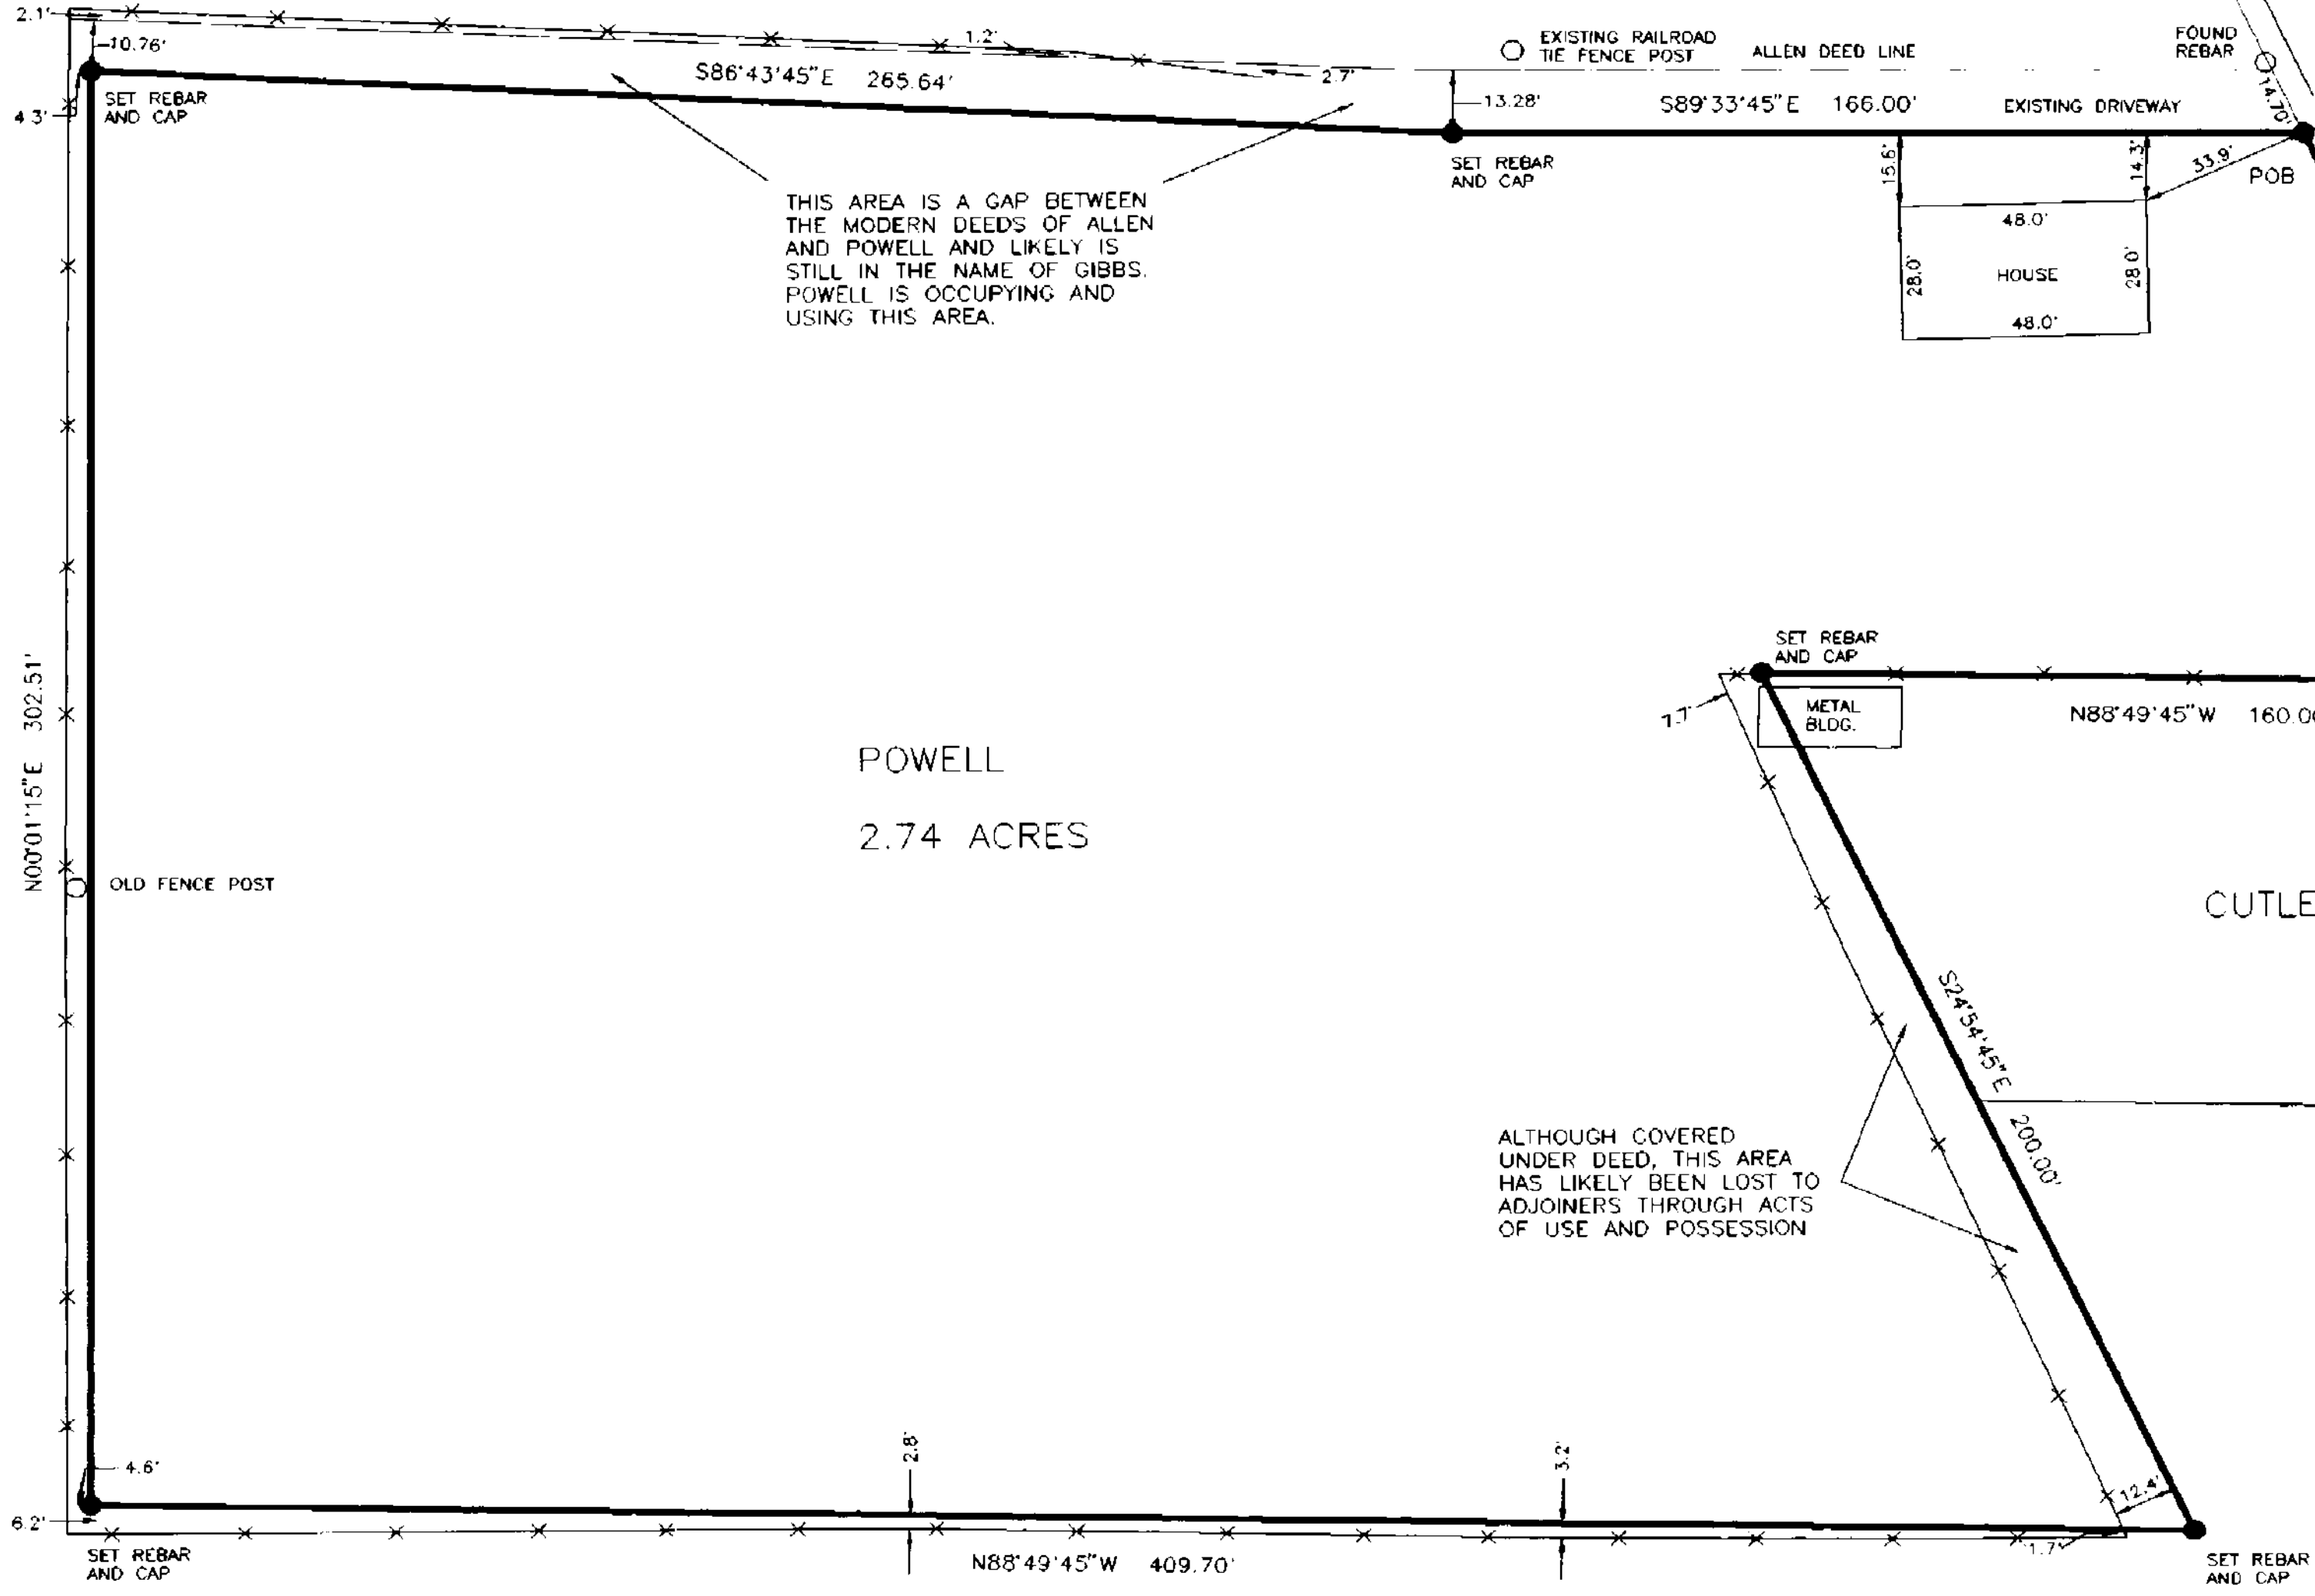 2.1'
10.76'
4.3'
SET REBAR
AND CAP
S86°43'45"E 265.64'
1.2'
2.7'
EXISTING RAILROAD
TIE FENCE POST
ALLEN DEED LINE
FOUND
REBAR
14.70'
13.28'
S89°33'45"E 166.00'
EXISTING DRIVEWAY
SET REBAR
AND CAP
15.6'
14.3'
33.9'
POB
48.0'
28.0'
HOUSE
28.0'
48.0'
THIS AREA IS A GAP BETWEEN
THE MODERN DEEDS OF ALLEN
AND POWELL AND LIKELY IS
STILL IN THE NAME OF GIBBS.
POWELL IS OCCUPYING AND
USING THIS AREA.
N00°01'15"E 302.51'
SET REBAR
AND CAP
7.7'
METAL
BLDG.
N88°49'45"W 160.0
POWELL
2.74 ACRES
OLD FENCE POST
CUTLE
S24°54'45"E 200.00'
ALTHOUGH COVERED
UNDER DEED, THIS AREA
HAS LIKELY BEEN LOST TO
ADJOINERS THROUGH ACTS
OF USE AND POSSESSION
4.6'
2.8'
3.2'
12.4'
6.2'
1.7'
SET REBAR
AND CAP
N88°49'45"W 409.70'
SET REBAR
AND CAP